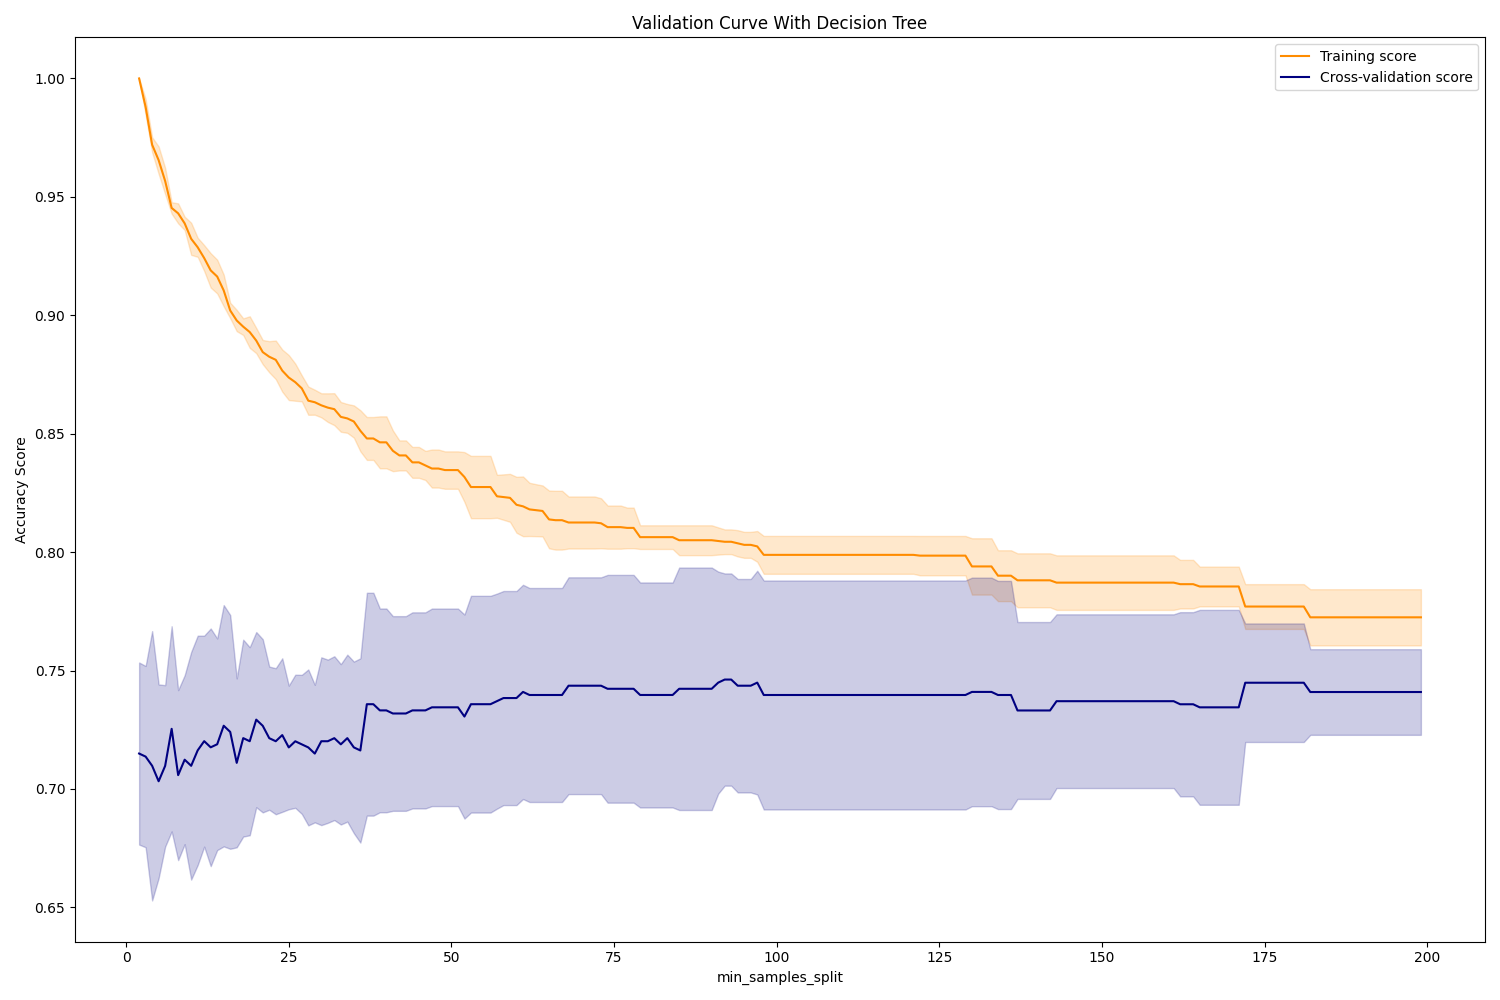 Validation Curve With Decision Tree
Training score
Cross-validation score
Accuracy Score
1.00
0.95
0.90
0.85
0.80
0.75
0.70
0.65
0 25 50 75 100 125 150 175 200
min_samples_split